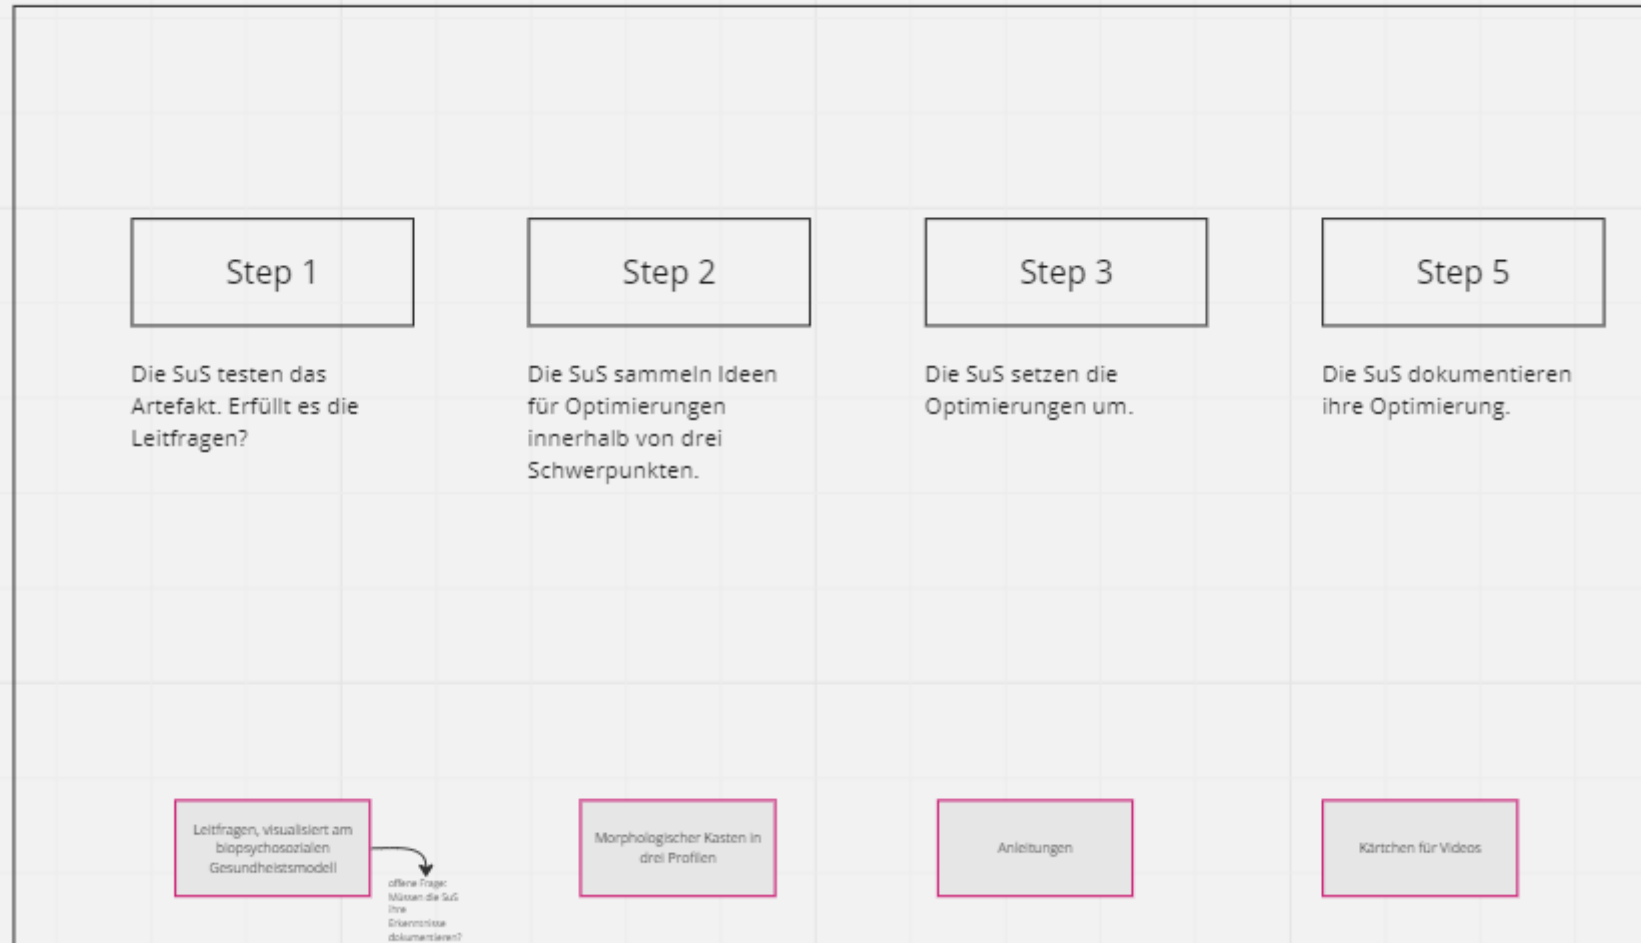 Step 1
Die SuS testen das
Artefakt. Erfüllt es die
Leitfragen?
Step 2
Die SuS sammeln Ideen
für Optimierungen
innerhalb von drei
Schwerpunkten.
Step 3
Die SuS setzen die
Optimierungen um.
Step 5
Die SuS dokumentieren
ihre Optimierung.
Leitfragen, visualisiert am
biopsychosozialen
Gesundheistsmodell
offene Frage:
Müssen die SuS
ihre
Erkenntnisse
dokumentieren?
Morphologischer Kasten in
drei Profilen
Anleitungen
Kärtchen für Videos